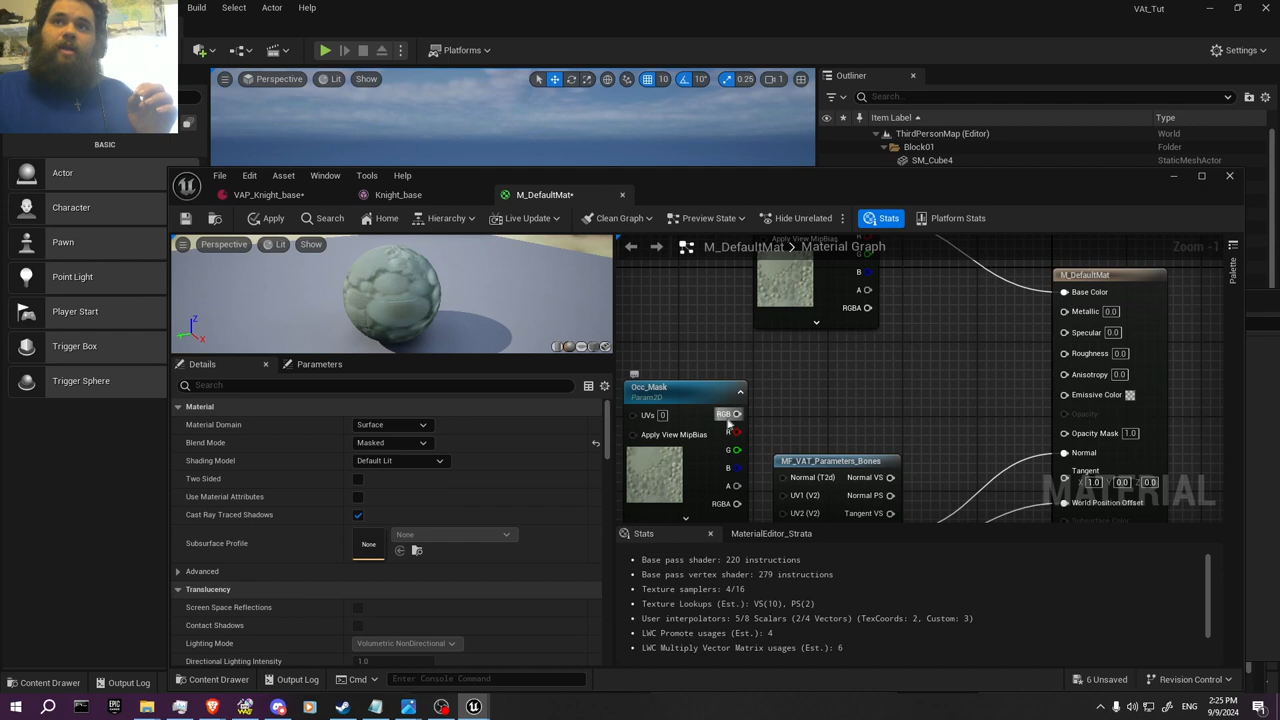 Build Select Actor Help VAt_Tut
Platforms Settings
Perspective Lit Show 10 10° 0.25 1 Outliner
Search...
BASIC Item Label Type
ThirdPersonMap (Editor) World
Actor Block01 Folder
SM_Cube4 StaticMeshActor
File Edit Asset Window Tools Help
VAP_Knight_base* Knight_base M_DefaultMat*
Character
Apply Search Home Hierarchy Live Update Clean Graph Preview State Hide Unrelated Stats Platform Stats
Pawn
Perspective Lit Show Apply View MipBias M_DefaultMat Material Graph Zoom -1
Palette
G
B
A
RGBA
M_DefaultMat
Base Color
Metallic 0.0
Specular 0.0
Roughness 0.0
Anisotropy 0.0
Emissive Color
Opacity
Opacity Mask 1.0
Normal
Tangent
1.0 0.0 0.0
World Position Offset
MATERIAL
Point Light
Player Start
Trigger Box
Trigger Sphere
Z
X
Details Parameters
Search
Material
Material Domain Surface
Blend Mode Masked
Shading Model Default Lit
Two Sided
Use Material Attributes
Cast Ray Traced Shadows
Subsurface Profile None None
Advanced
Translucency
Screen Space Reflections
Contact Shadows
Lighting Mode Volumetric NonDirectional
Directional Lighting Intensity 1.0
Occ_Mask
Param2D
UVs 0 RGB
Apply View MipBias R
G
B
A
RGBA
MF_VAT_Parameters_Bones
Normal (T2d) Normal VS
UV1 (V2) Normal PS
UV2 (V2) Tangent VS
Stats MaterialEditor_Strata
Base pass shader: 220 instructions
Base pass vertex shader: 279 instructions
Texture samplers: 4/16
Texture Lookups (Est.): VS(10), PS(2)
User interpolators: 5/8 Scalars (2/4 Vectors) (TexCoords: 2, Custom: 3)
LWC Promote usages (Est.): 4
LWC Multiply Vector Matrix usages (Est.): 6
Content Drawer Output Log Content Drawer Output Log Cmd Enter Console Command 6 Unsaved Revision Control
ENG 2:25 PM
9/9/2024